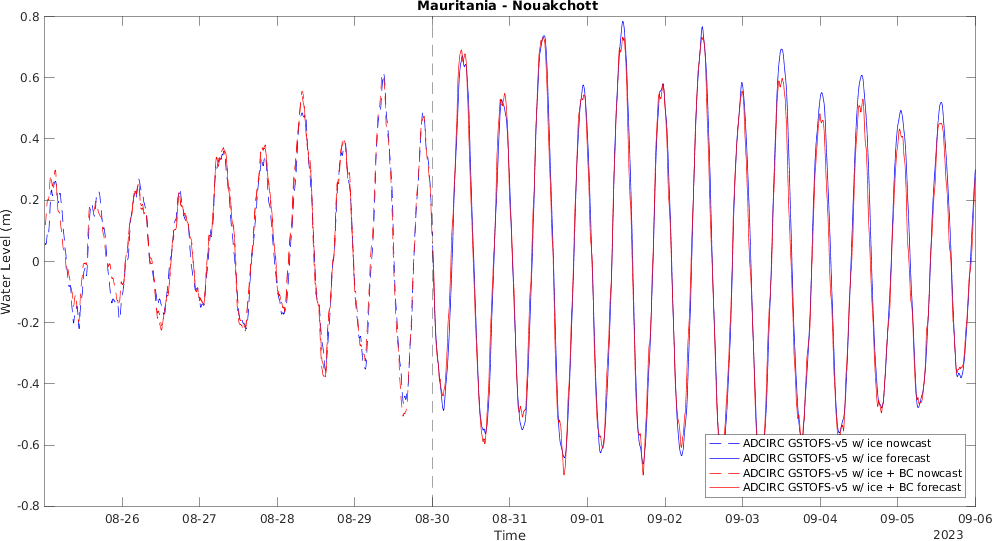 Mauritania - Nouakchott
Water Level (m)
0.8
0.6
0.4
0.2
0
-0.2
-0.4
-0.6
-0.8
ADCIRC GSTOFS-v5 w/ ice nowcast
ADCIRC GSTOFS-v5 w/ ice forecast
ADCIRC GSTOFS-v5 w/ ice + BC nowcast
ADCIRC GSTOFS-v5 w/ ice + BC forecast
08-26 08-27 08-28 08-29 08-30 08-31 09-01 09-02 09-03 09-04 09-05 09-06
Time
2023